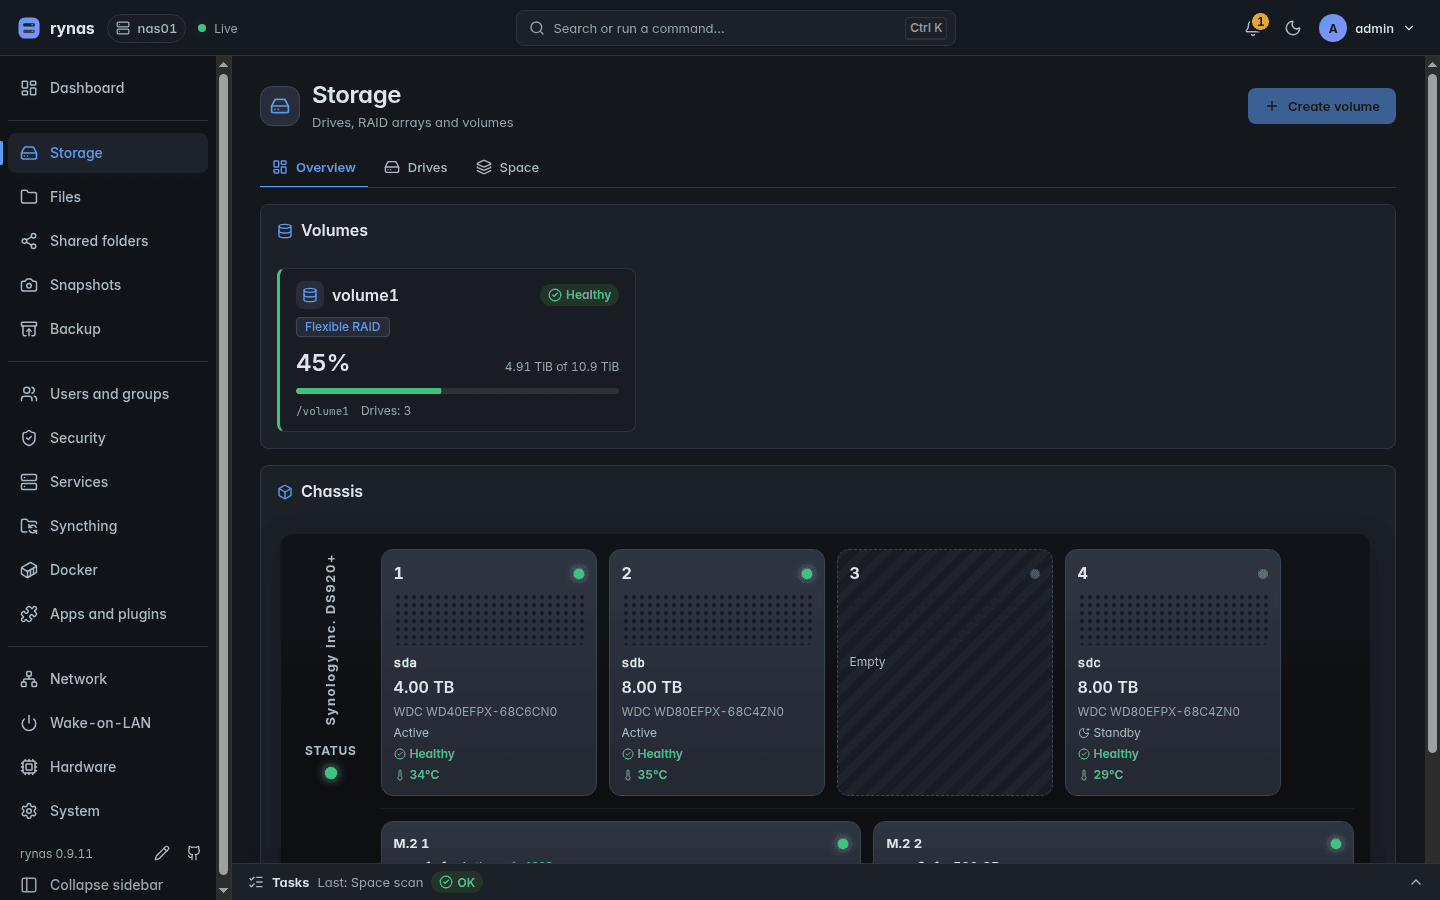 rynas
nas01
Live
Search or run a command...
Ctrl K
1
A
admin
Dashboard
Storage
Files
Shared folders
Snapshots
Backup
Users and groups
Security
Services
Syncthing
Docker
Apps and plugins
Network
Wake-on-LAN
Hardware
System
rynas 0.9.11
Collapse sidebar
Storage
Drives, RAID arrays and volumes
Create volume
Overview
Drives
Space
Volumes
volume1
Healthy
Flexible RAID
45%
4.91 TiB of 10.9 TiB
/volume1
Drives: 3
Chassis
Synology Inc. DS920+
STATUS
1
sda
4.00 TB
WDC WD40EFPX-68C6CN0
Active
Healthy
34°C
2
sdb
8.00 TB
WDC WD80EFPX-68C4ZN0
Active
Healthy
35°C
3
Empty
4
sdc
8.00 TB
WDC WD80EFPX-68C4ZN0
Standby
Healthy
29°C
M.2 1
M.2 2
Tasks
Last: Space scan
OK